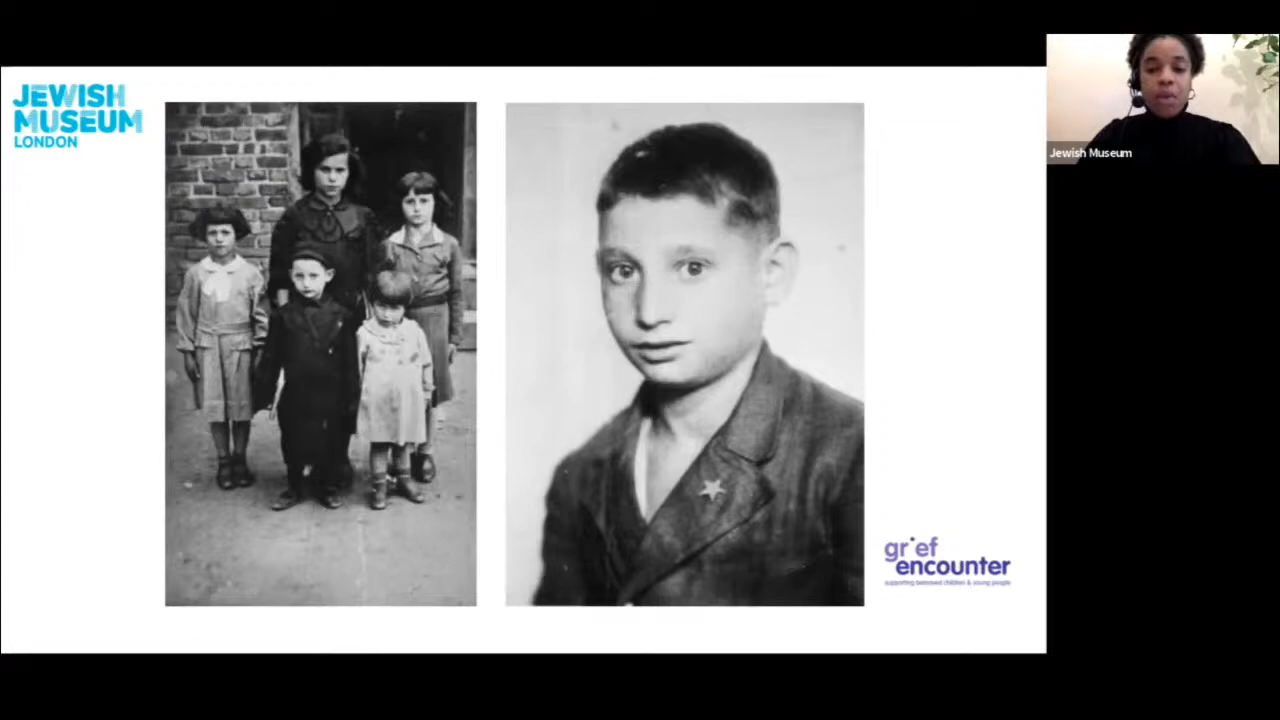 JEWISH
MUSEUM
LONDON
grief
encounter
supporting bereaved children & young people
Jewish Museum